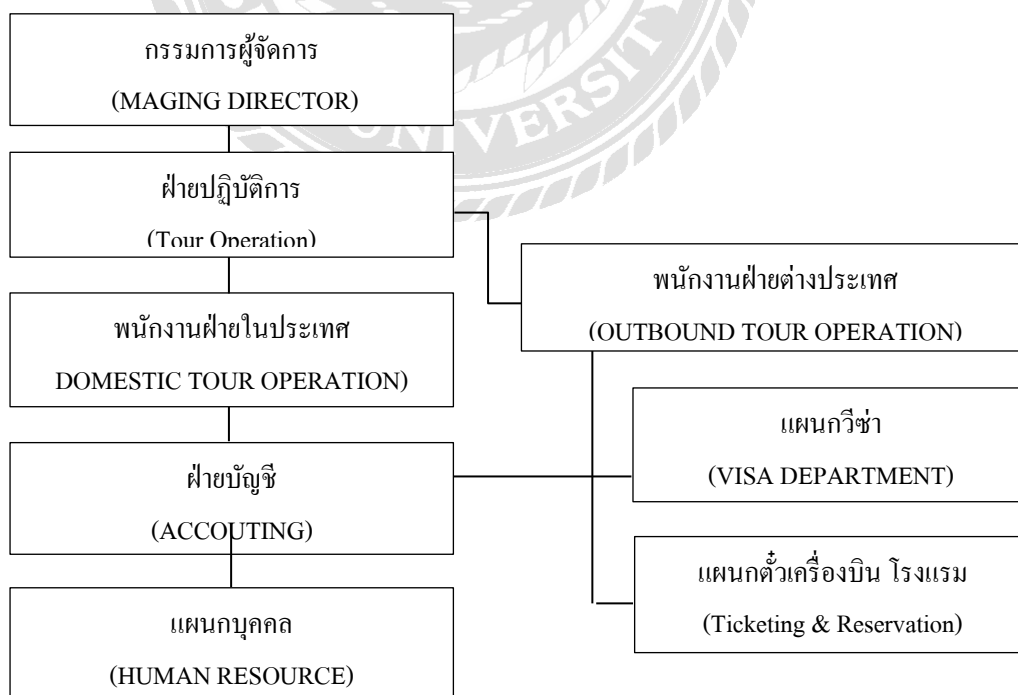 UNIVERSITY
กรรมการผู้จัดการ
(MAGING DIRECTOR)
ฝ่ายปฏิบัติการ
(Tour Operation)
พนักงานฝ่ายต่างประเทศ
(OUTBOUND TOUR OPERATION)
พนักงานฝ่ายในประเทศ
DOMESTIC TOUR OPERATION)
แผนกวีซ่า
(VISA DEPARTMENT)
ฝ่ายบัญชี
(ACCOUTING)
แผนกตั๋วเครื่องบิน โรงแรม
(Ticketing & Reservation)
แผนกบุคคล
(HUMAN RESOURCE)